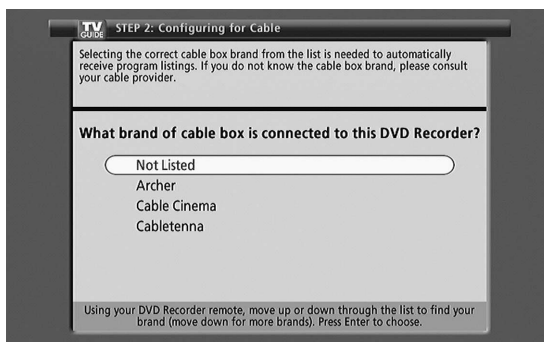 TV
GUIDE
STEP 2: Configuring for Cable
Selecting the correct cable box brand from the list is needed to automatically
receive program listings. If you do not know the cable box brand, please consult
your cable provider.
What brand of cable box is connected to this DVD Recorder?
Not Listed
Archer
Cable Cinema
Cabletenna
Using your DVD Recorder remote, move up or down through the list to find your
brand (move down for more brands). Press Enter to choose.